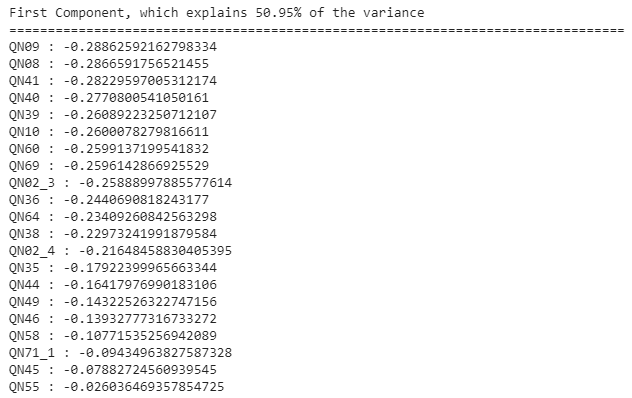 First Component, which explains 50.95% of the variance
================================================================================
QN09 : -0.28862592162798334
QN08 : -0.2866591756521455
QN41 : -0.28229597005312174
QN40 : -0.2770800541050161
QN39 : -0.26089223250712107
QN10 : -0.2600078279816611
QN60 : -0.2599137199541832
QN69 : -0.2596142866925529
QN02_3 : -0.25888997885577614
QN36 : -0.2440690818243177
QN64 : -0.23409260842563298
QN38 : -0.22973241991879584
QN02_4 : -0.21648458830405395
QN35 : -0.17922399965663344
QN44 : -0.16417976990183106
QN49 : -0.14322526322747156
QN46 : -0.13932777316733272
QN58 : -0.10771535256942089
QN71_1 : -0.09434963827587328
QN45 : -0.07882724560939545
QN55 : -0.026036469357854725